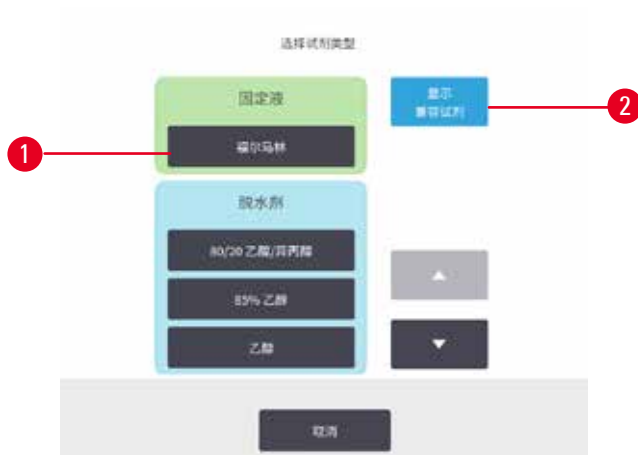 选择试剂类型
固定液
显示
兼容试剂
2
福尔马林
1
脱水剂
80/20 乙醇/异丙醇
85% 乙醇
乙醇
取消